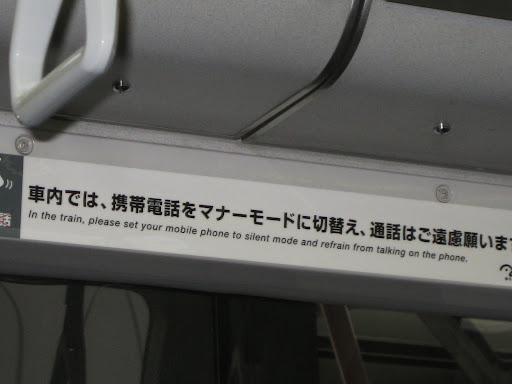 車内では、携帯電話をマナーモードに切替え、通話はご遠慮願いま
In the train, please set your mobile phone to silent mode and refrain from talking on the phone.